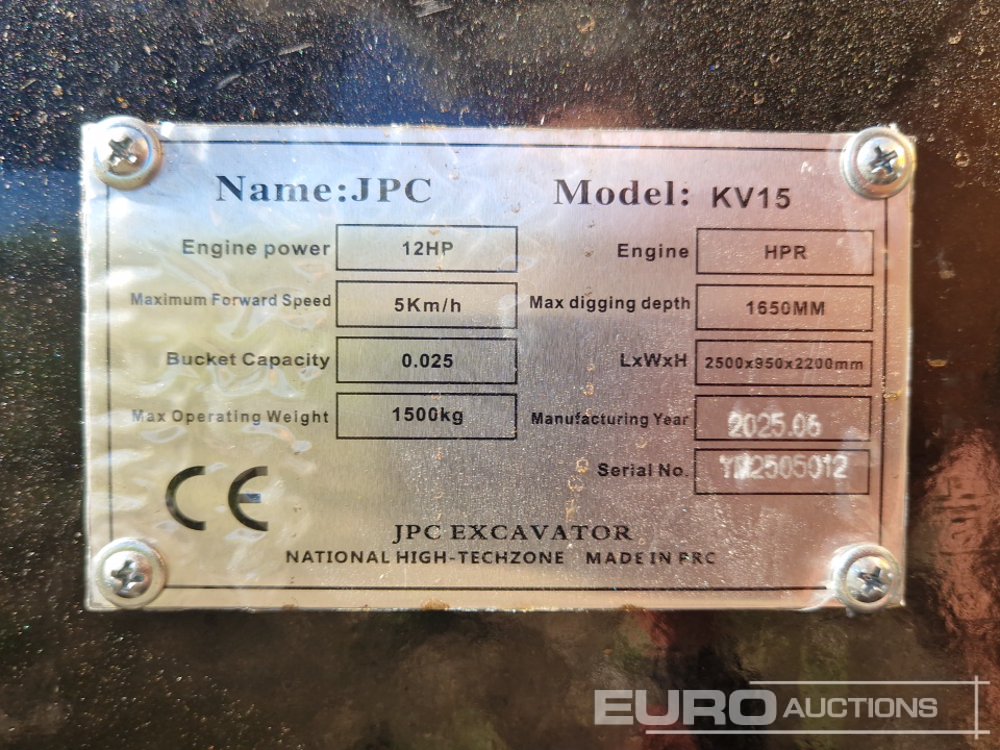 Name:JPC Model: KV15
Engine power 12HP Engine HPR
Maximum Forward Speed 5Km/h Max digging depth 1650MM
Bucket Capacity 0.025 LxWxH 2500x950x2200mm
Max Operating Weight 1500kg Manufacturing Year 2025.06
Serial No. YM2505012
CE
JPC EXCAVATOR
NATIONAL HIGH-TECHZONE MADE IN PRC
EURO AUCTIONS